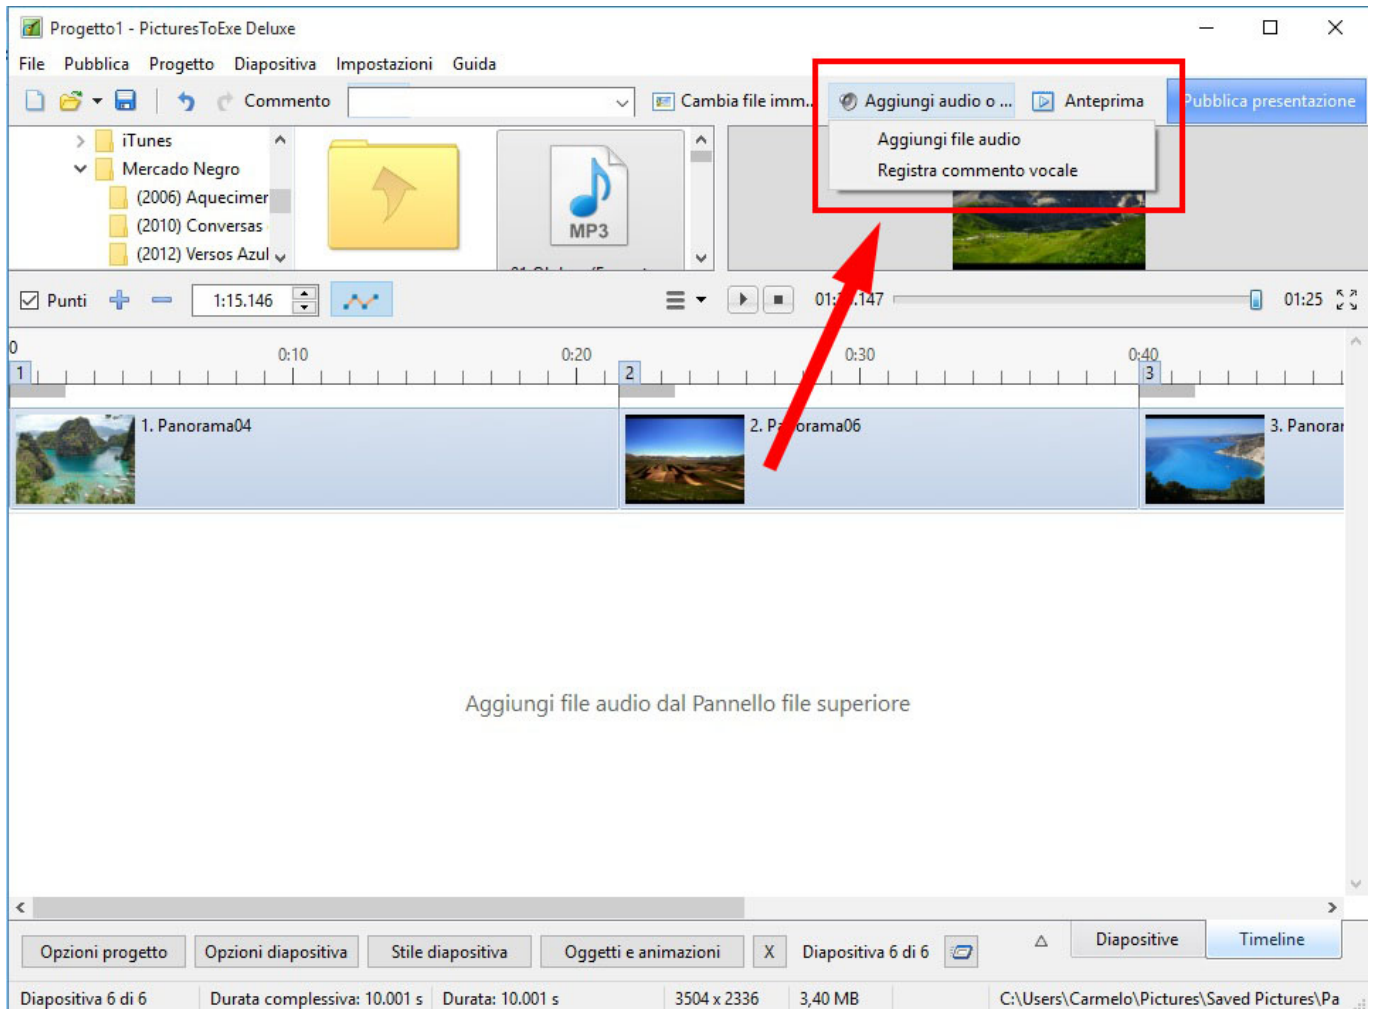 Progetto1 - PicturesToExe Deluxe
File Pubblica Progetto Diapositiva Impostazioni Guida
Commento Cambia file imm... Aggiungi audio o ... Anteprima Pubblica presentazione
Aggiungi file audio
Registra commento vocale
iTunes
Mercado Negro
(2006) Aquecimer
(2010) Conversas
(2012) Versos Azul
MP3
Punti 1:15.146 01:25
0 0:10 0:20 0:30 0:40
1 2 3
1. Panorama04 2. Panorama06 3. Panorar
Aggiungi file audio dal Pannello file superiore
Opzioni progetto Opzioni diapositiva Stile diapositiva Oggetti e animazioni X Diapositiva 6 di 6 Diapositive Timeline
Diapositiva 6 di 6 Durata complessiva: 10.001 s Durata: 10.001 s 3504 x 2336 3,40 MB C:\Users\Carmelo\Pictures\Saved Pictures\Pa